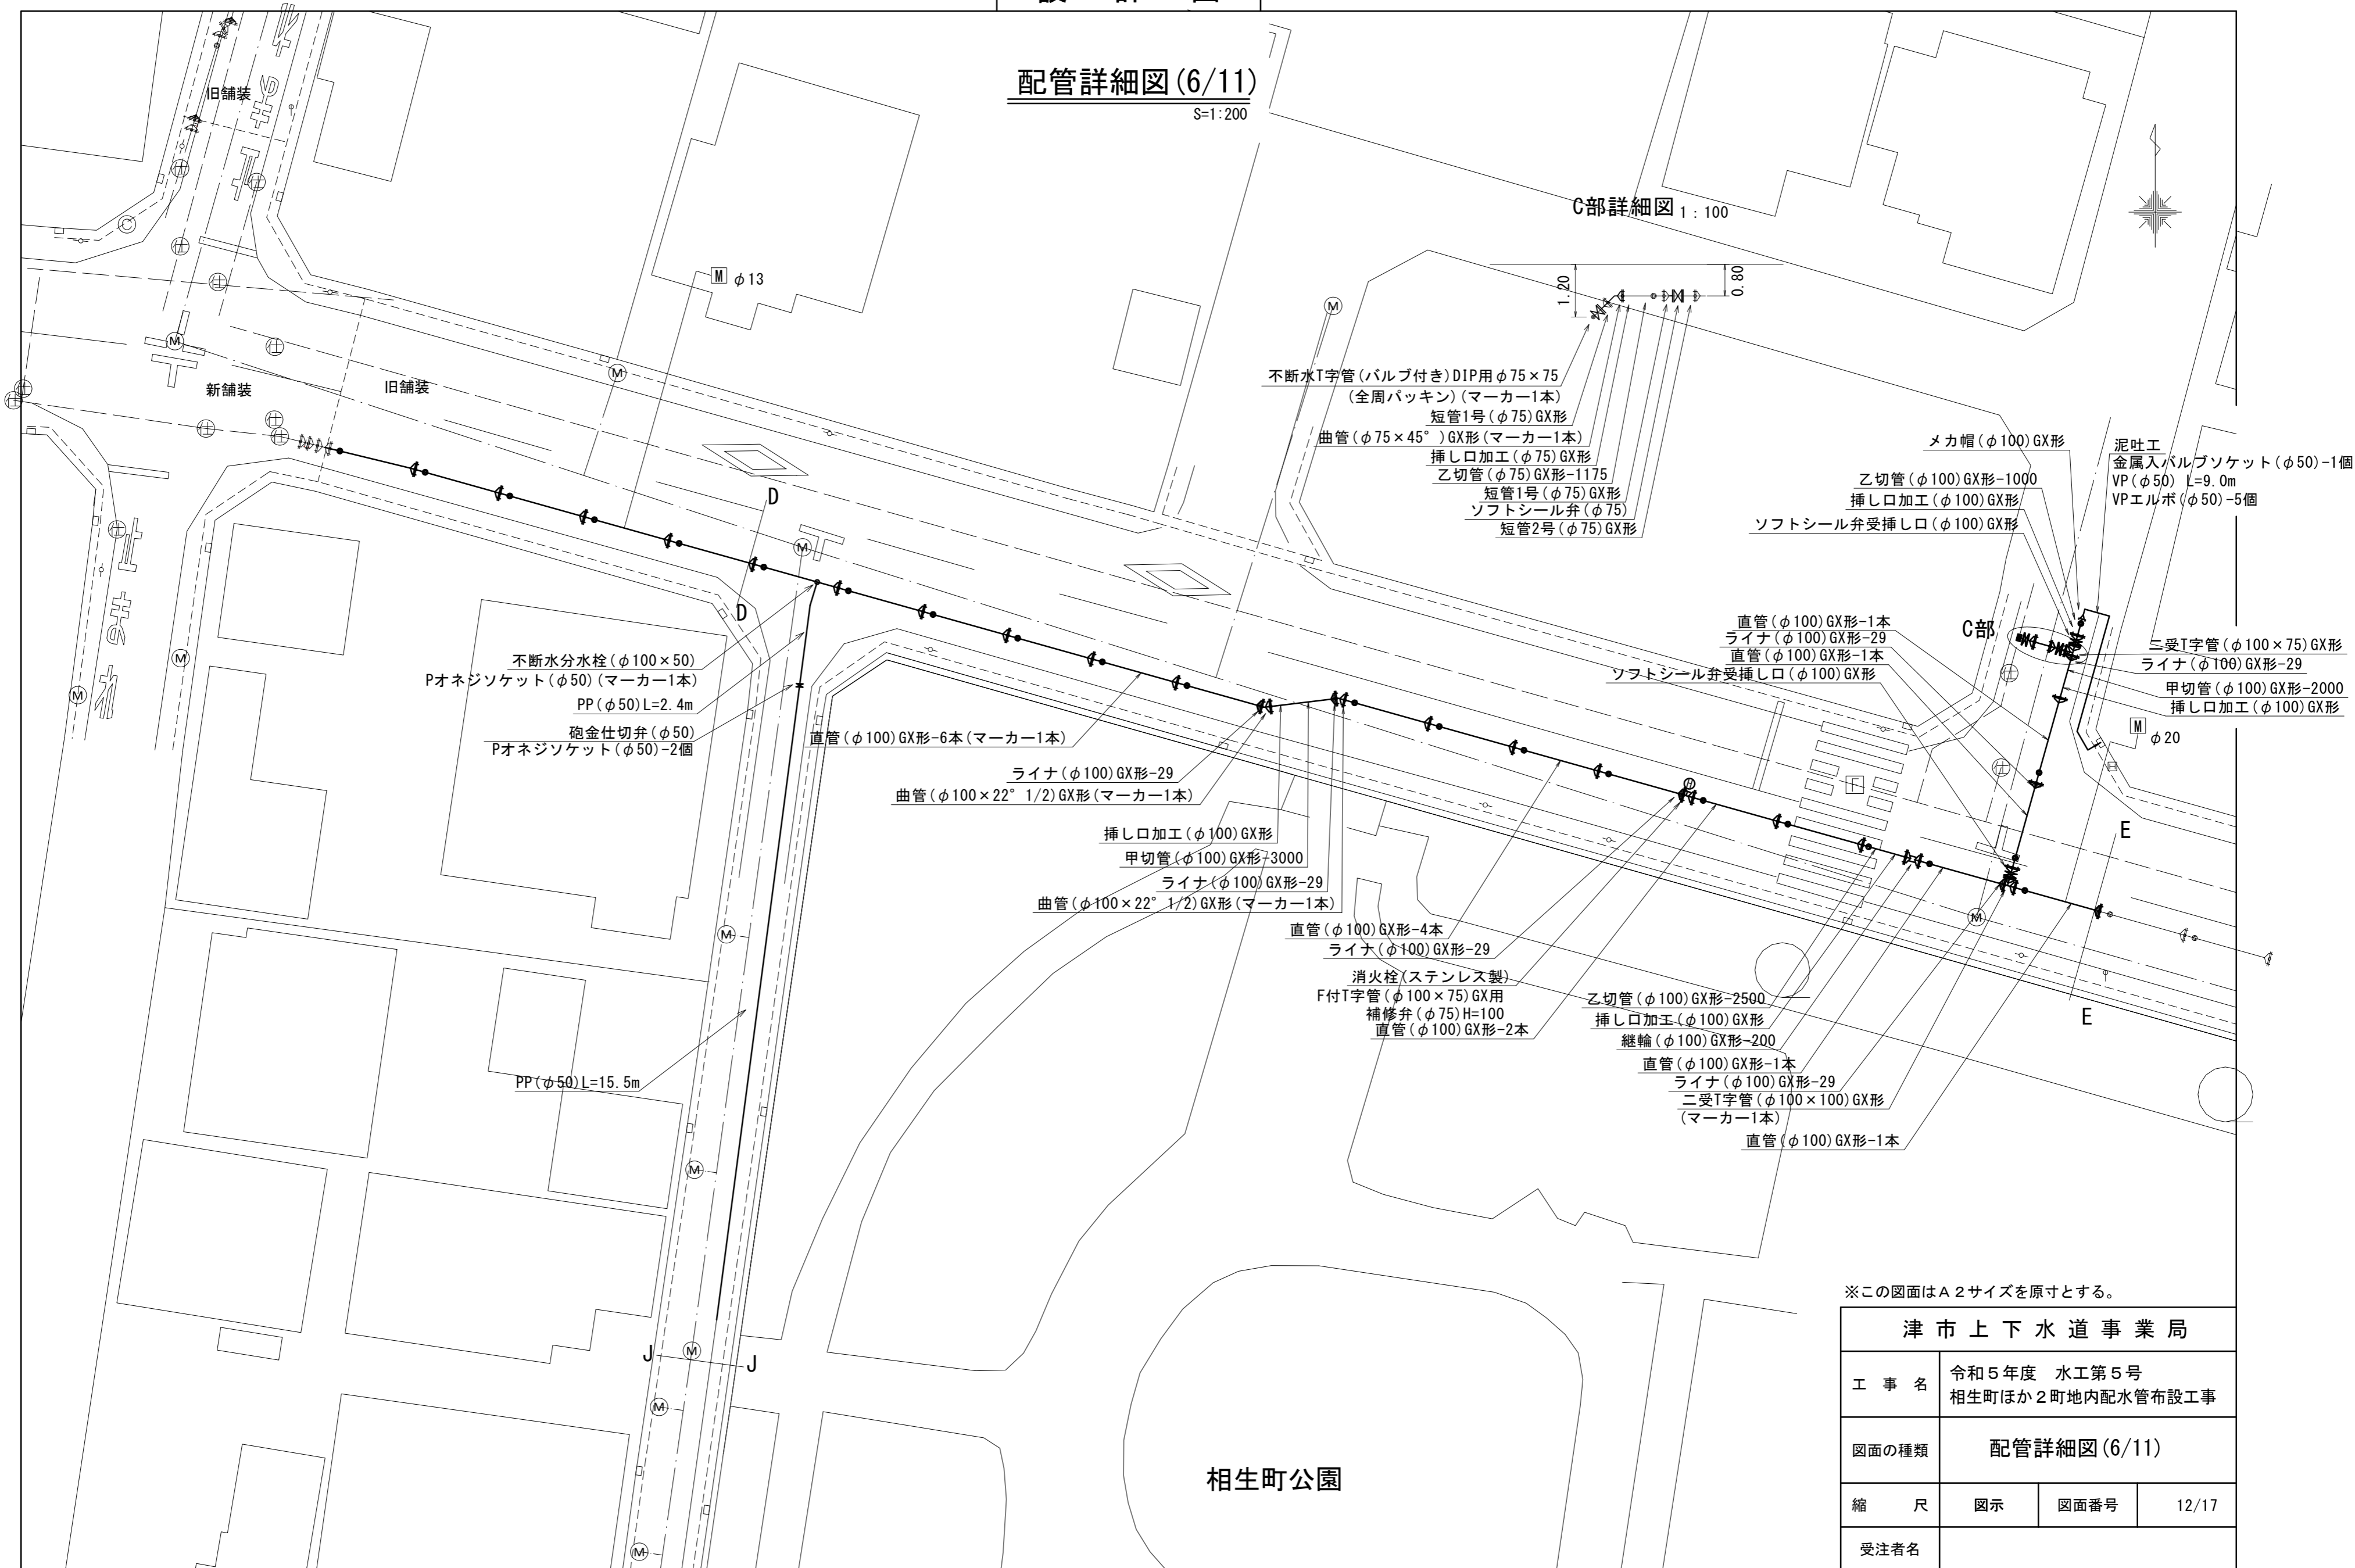 配管詳細図(6/11)
S=1:200
旧舗装
止まれ
M φ13
C部詳細図 1：100
1.20
0.80
新舗装
旧舗装
止まれ
不断水T字管(バルブ付き)DIP用φ75×75
(全周パッキン)(マーカー1本)
短管1号(φ75)GX形
曲管(φ75×45°)GX形(マーカー1本)
挿し口加工(φ75)GX形
乙切管(φ75)GX形-1175
短管1号(φ75)GX形
ソフトシール弁(φ75)
短管2号(φ75)GX形
メカ帽(φ100)GX形
乙切管(φ100)GX形-1000
挿し口加工(φ100)GX形
ソフトシール弁受挿し口(φ100)GX形
泥吐工
金属入バルブソケット(φ50)-1個
VP(φ50) L=9.0m
VPエルボ(φ50)-5個
D
D
C部
直管(φ100)GX形-1本
ライナ(φ100)GX形-29
直管(φ100)GX形-1本
ソフトシール弁受挿し口(φ100)GX形
二受T字管(φ100×75)GX形
ライナ(φ100)GX形-29
甲切管(φ100)GX形-2000
挿し口加工(φ100)GX形
M φ20
不断水分水栓(φ100×50)
Pオネジソケット(φ50)(マーカー1本)
PP(φ50)L=2.4m
砲金仕切弁(φ50)
Pオネジソケット(φ50)-2個
直管(φ100)GX形-6本(マーカー1本)
ライナ(φ100)GX形-29
曲管(φ100×22°1/2)GX形(マーカー1本)
挿し口加工(φ100)GX形
甲切管(φ100)GX形-3000
ライナ(φ100)GX形-29
曲管(φ100×22°1/2)GX形(マーカー1本)
直管(φ100)GX形-4本
ライナ(φ100)GX形-29
消火栓(ステンレス製)
F付T字管(φ100×75)GX用
補修弁(φ75)H=100
直管(φ100)GX形-2本
乙切管(φ100)GX形-2500
挿し口加工(φ100)GX形
継輪(φ100)GX形-200
直管(φ100)GX形-1本
ライナ(φ100)GX形-29
二受T字管(φ100×100)GX形
(マーカー1本)
直管(φ100)GX形-1本
E
E
PP(φ50)L=15.5m
J
J
相生町公園
※この図面はA2サイズを原寸とする。
津市上下水道事業局
工事名
令和5年度 水工第5号
相生町ほか2町地内配水管布設工事
図面の種類
配管詳細図(6/11)
縮尺
図示
図面番号
12/17
受注者名